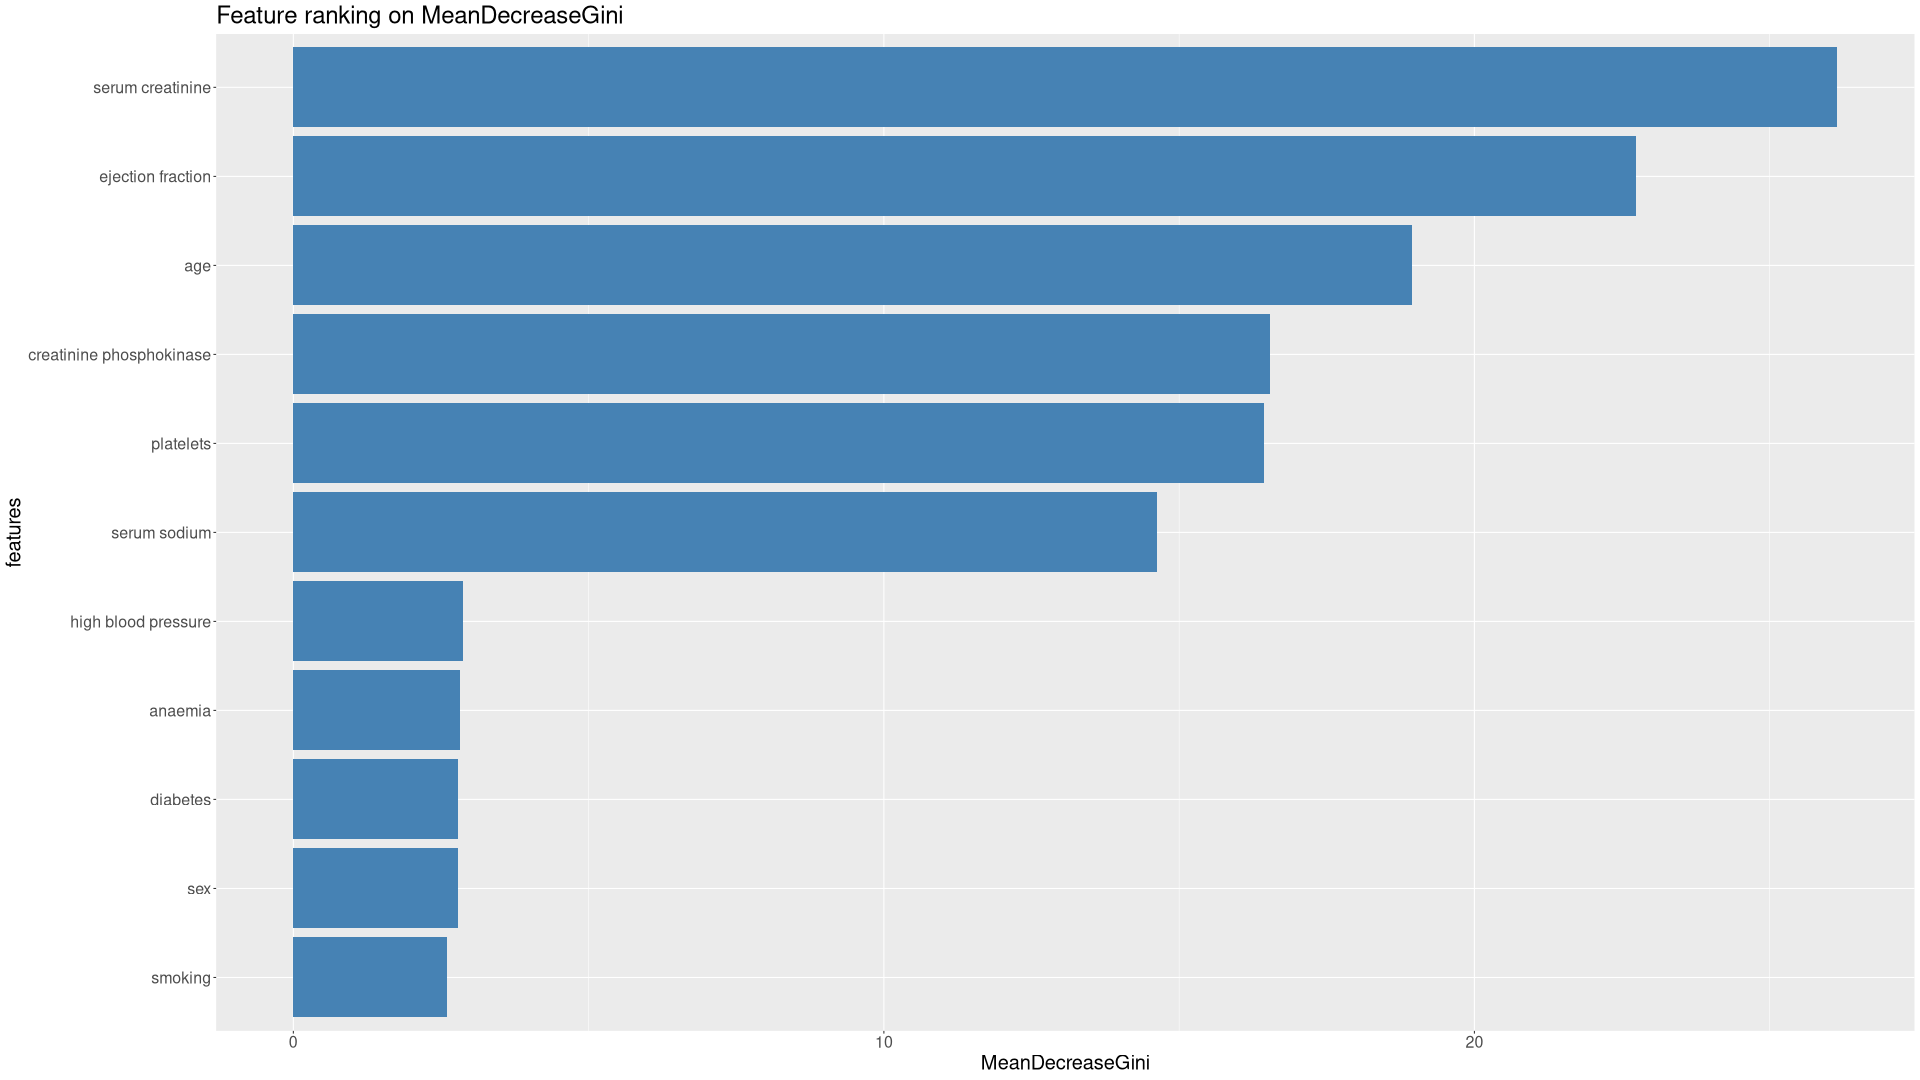 Feature ranking on MeanDecreaseGini
serum creatinine
ejection fraction
age
creatinine phosphokinase
platelets
serum sodium
high blood pressure
anaemia
diabetes
sex
smoking
features
0 10 20
MeanDecreaseGini